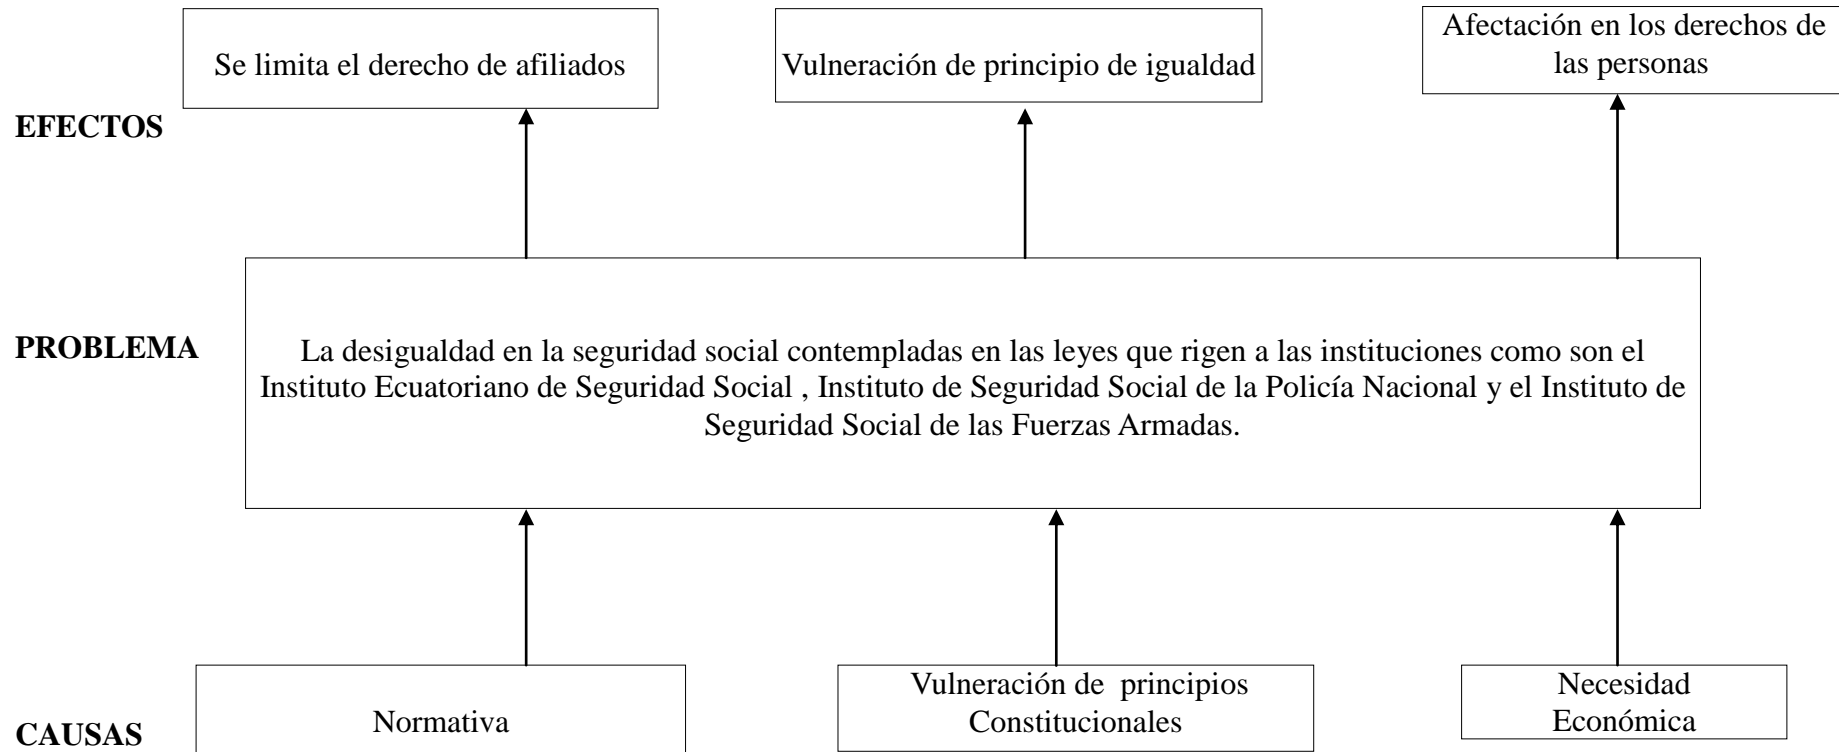 Se limita el derecho de afiliados
Vulneración de principio de igualdad
Afectación en los derechos de
las personas
EFECTOS
PROBLEMA
La desigualdad en la seguridad social contempladas en las leyes que rigen a las instituciones como son el
Instituto Ecuatoriano de Seguridad Social , Instituto de Seguridad Social de la Policía Nacional y el Instituto de
Seguridad Social de las Fuerzas Armadas.
CAUSAS
Normativa
Vulneración de principios
Constitucionales
Necesidad
Económica